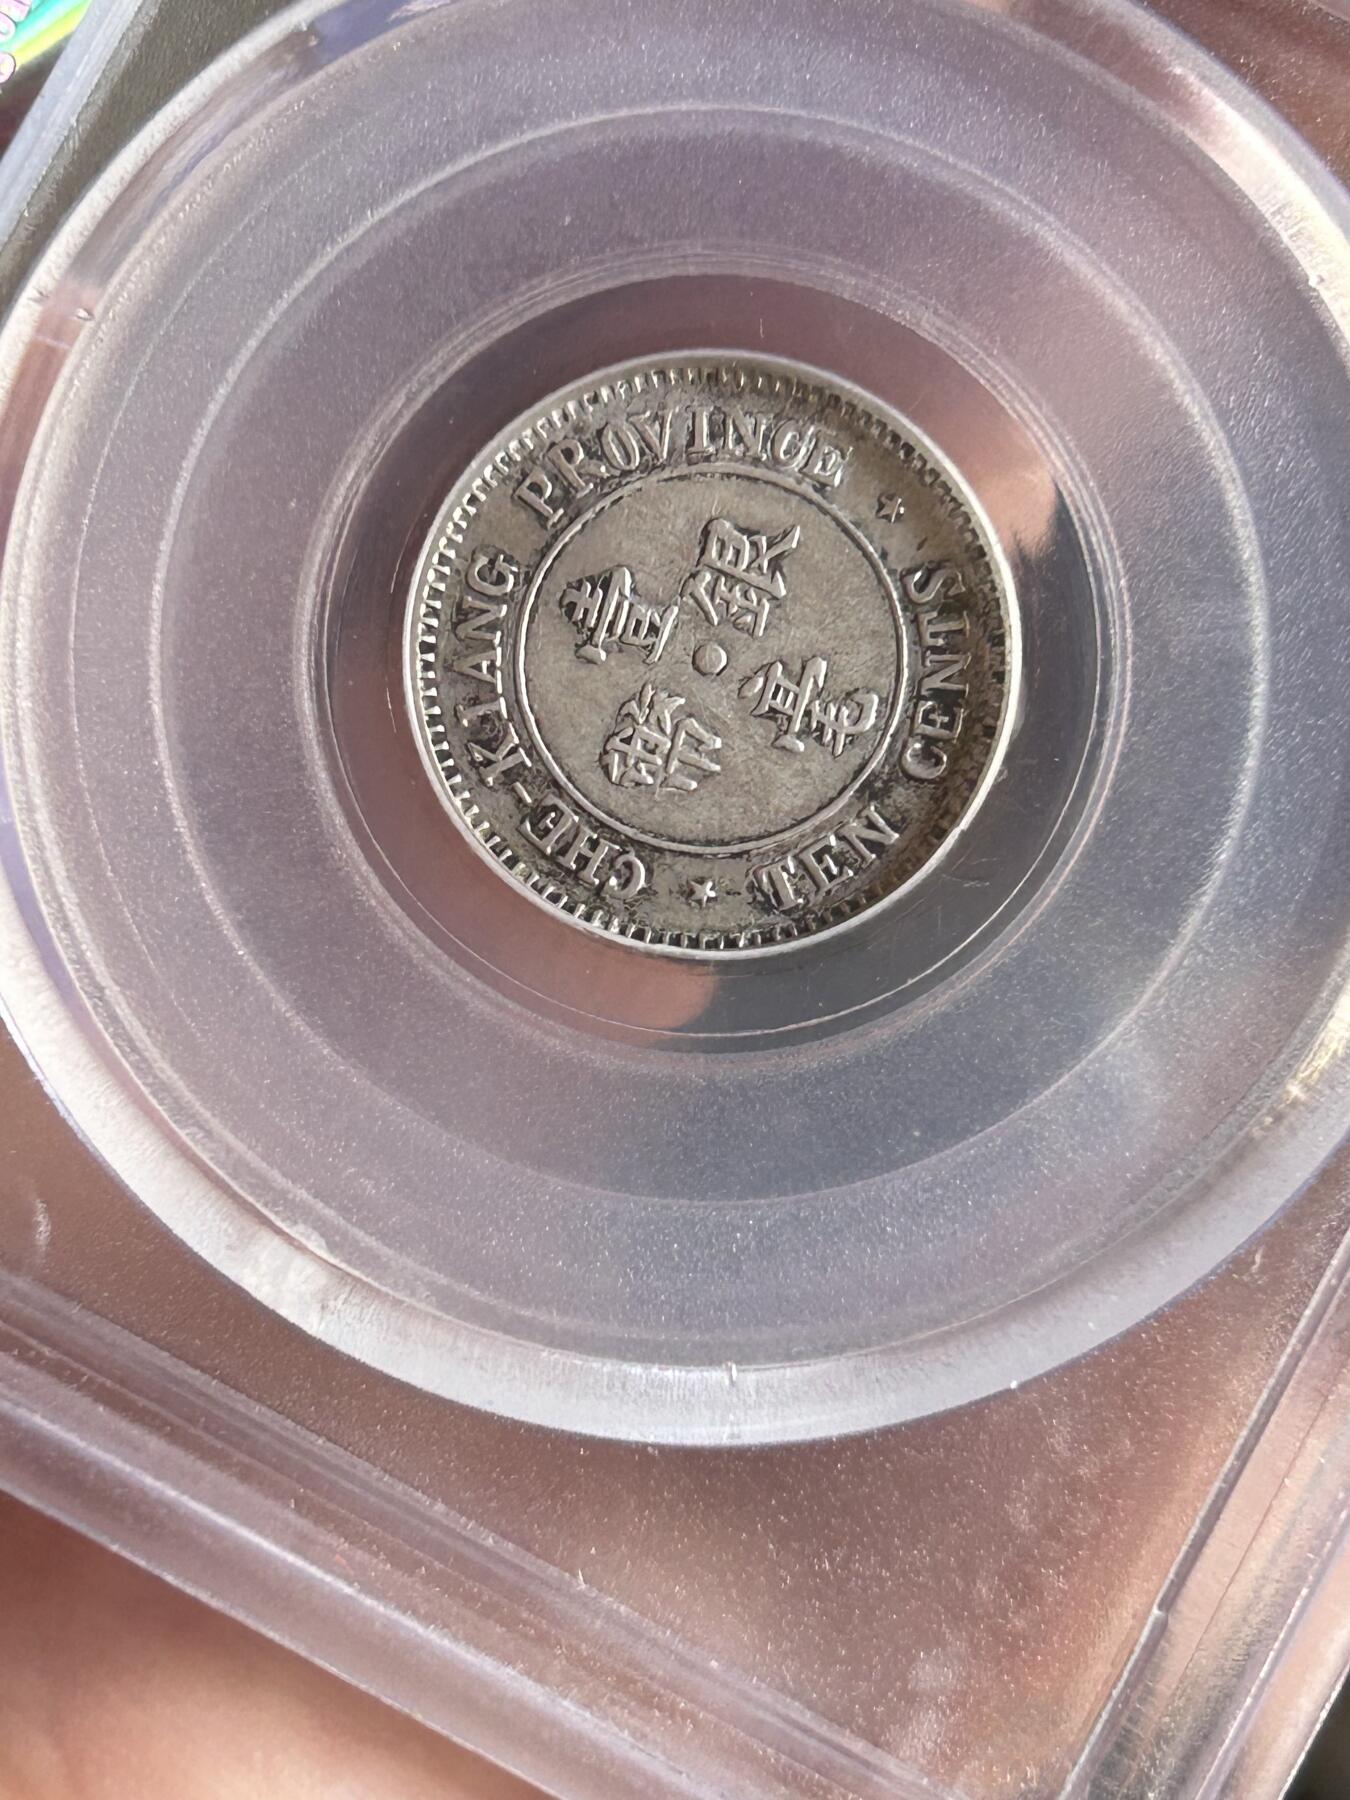 CHE-KIANG PROVINCE
壹毫銀幣
TEN CENTS